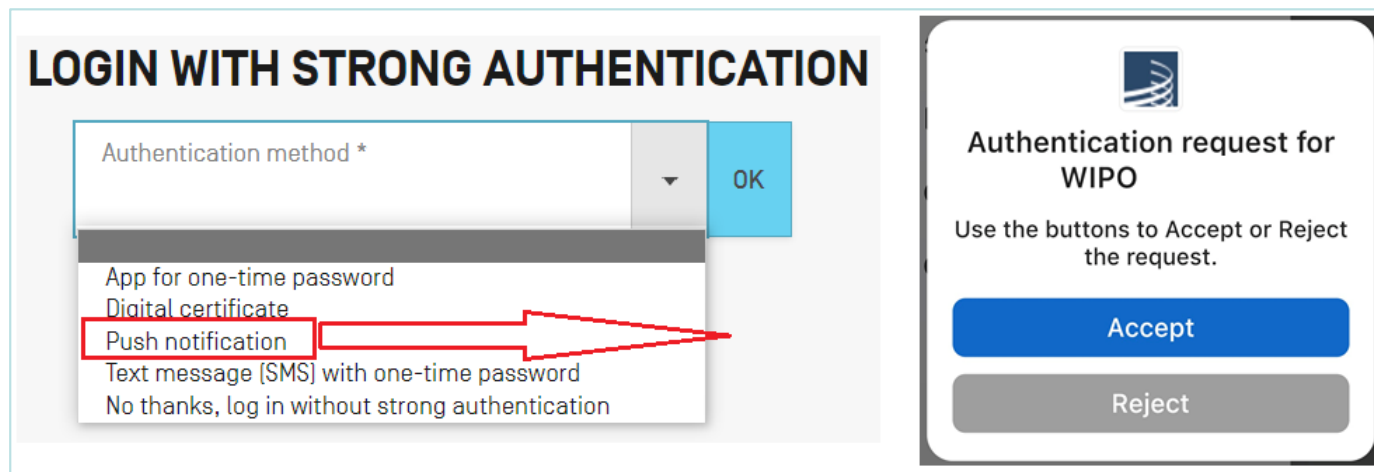 LOGIN WITH STRONG AUTHENTICATION
Authentication method *
OK
App for one-time password
Digital certificate
Push notification
Text message (SMS) with one-time password
No thanks, log in without strong authentication
Authentication request for
WIPO
Use the buttons to Accept or Reject
the request.
Accept
Reject